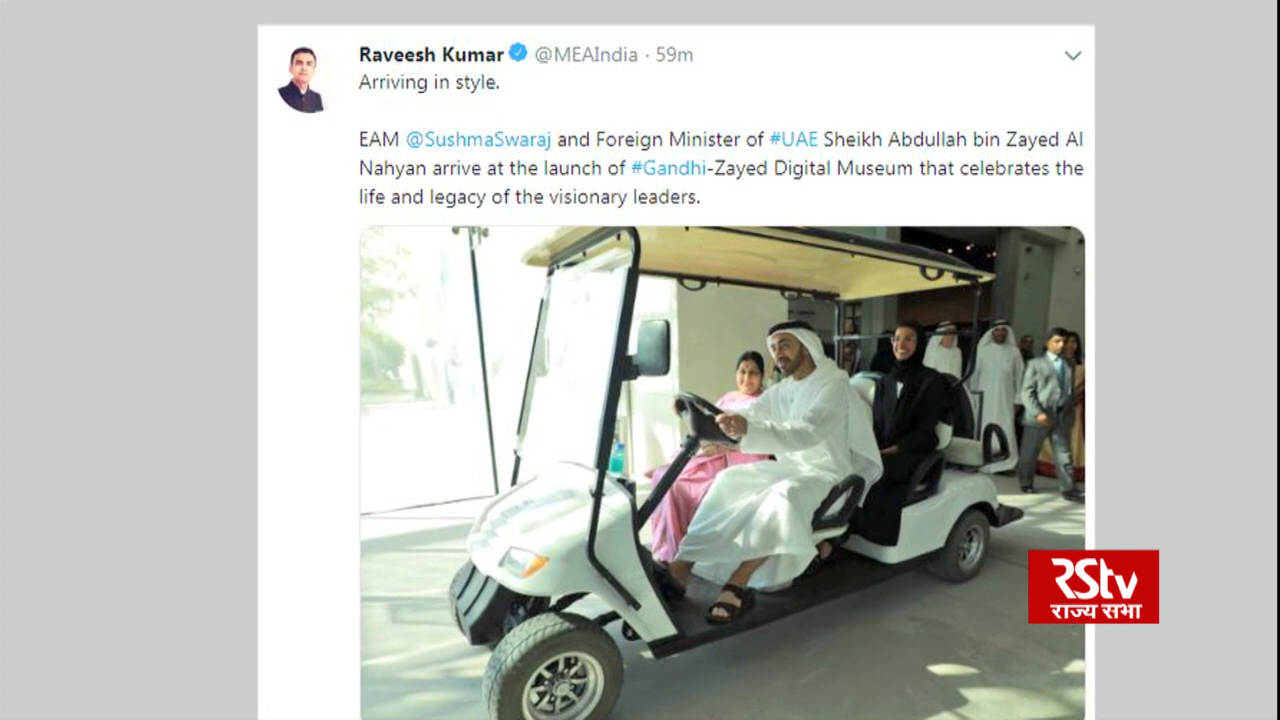 Raveesh Kumar @MEAIndia · 59m
Arriving in style.
EAM @SushmaSwaraj and Foreign Minister of #UAE Sheikh Abdullah bin Zayed Al
Nahyan arrive at the launch of #Gandhi-Zayed Digital Museum that celebrates the
life and legacy of the visionary leaders.
RStv
राज्य सभा